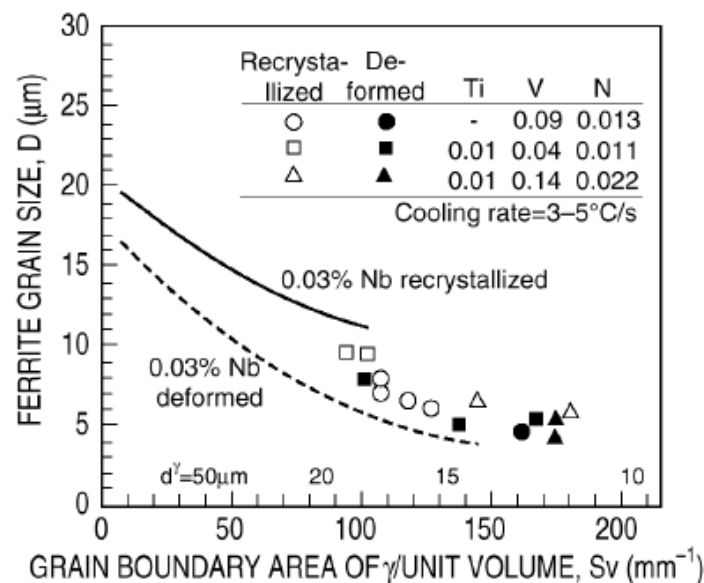 30
25
20
15
10
5
0
FERRITE GRAIN SIZE, D (μm)
Recrysta- De-
llized formed Ti V N
- 0.09 0.013
0.01 0.04 0.011
0.01 0.14 0.022
Cooling rate=3–5°C/s
0.03% Nb recrystallized
0.03% Nb
deformed
dᵞ=50μm 20 15 10
0 50 100 150 200
GRAIN BOUNDARY AREA OF γ/UNIT VOLUME, Sv (mm⁻¹)